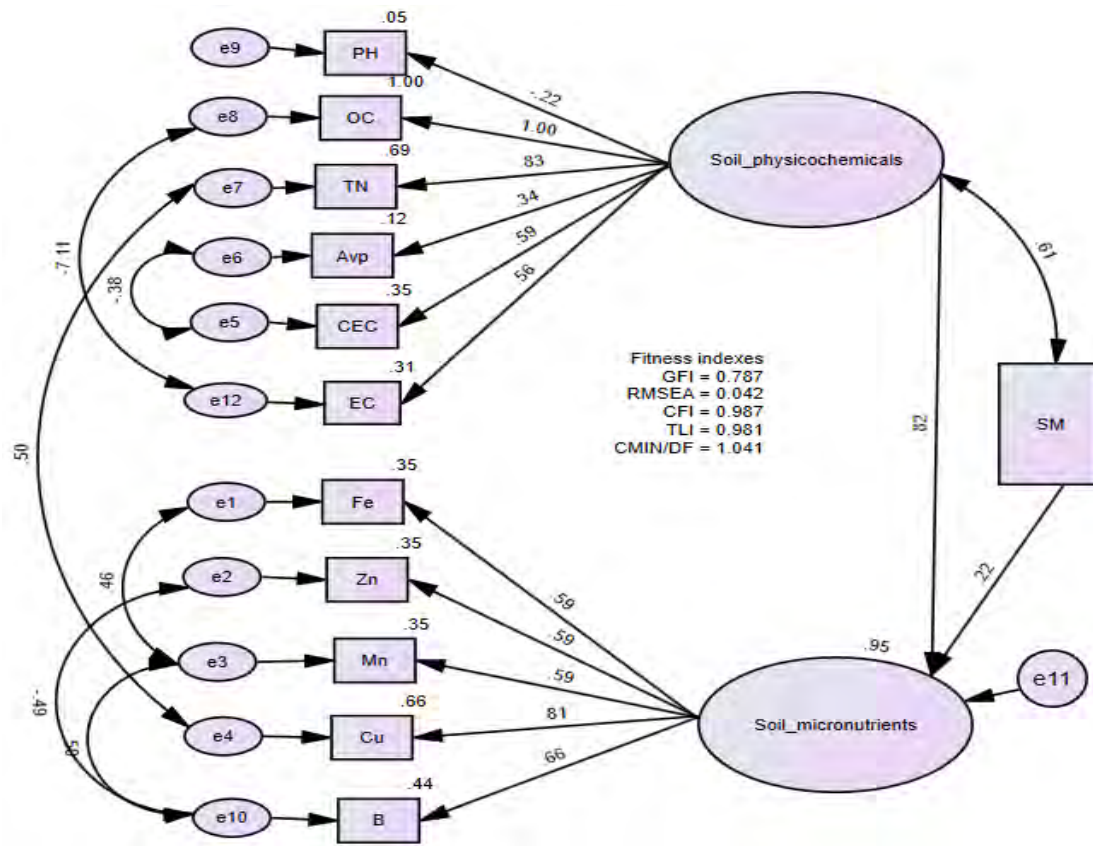 .05
e9
PH
-.22
1.00
e8
OC
1.00
Soil_physicochemicals
.69
e7
TN
83
.12
e6
Avp
.34
-7.11
-.38
.35
e5
CEC
.59
.61
.31
e12
EC
56
Fitness indexes
GFI = 0.787
RMSEA = 0.042
CFI = 0.987
TLI = 0.981
CMIN/DF = 1.041
SM
.82
.50
.35
e1
Fe
.59
.35
e2
Zn
.59
46
.22
.35
e3
Mn
.59
.95
e11
.66
e4
Cu
81
Soil_micronutrients
-.49
.44
e10
B
66